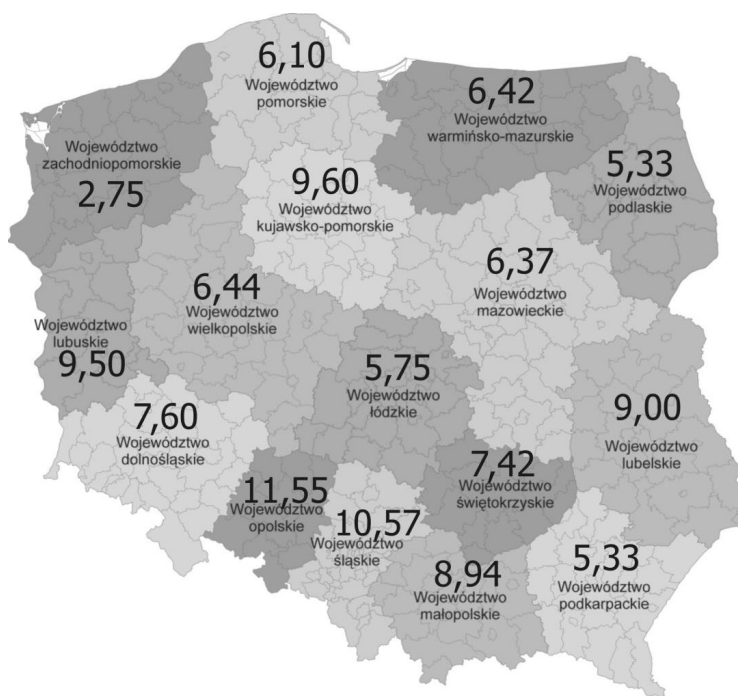 6,10
Województwo
pomorskie
6,42
Województwo
warmińsko-mazurskie
Województwo
zachodniopomorskie
2,75
5,33
Województwo
podlaskie
9,60
Województwo
kujawsko-pomorskie
6,37
Województwo
mazowieckie
6,44
Województwo
wielkopolskie
Województwo
lubuskie
9,50
5,75
Województwo
łódzkie
7,60
Województwo
dolnośląskie
9,00
Województwo
lubelskie
7,42
Województwo
świętokrzyskie
11,55
Województwo
opolskie
10,57
Województwo
śląskie
8,94
Województwo
małopolskie
5,33
Województwo
podkarpackie